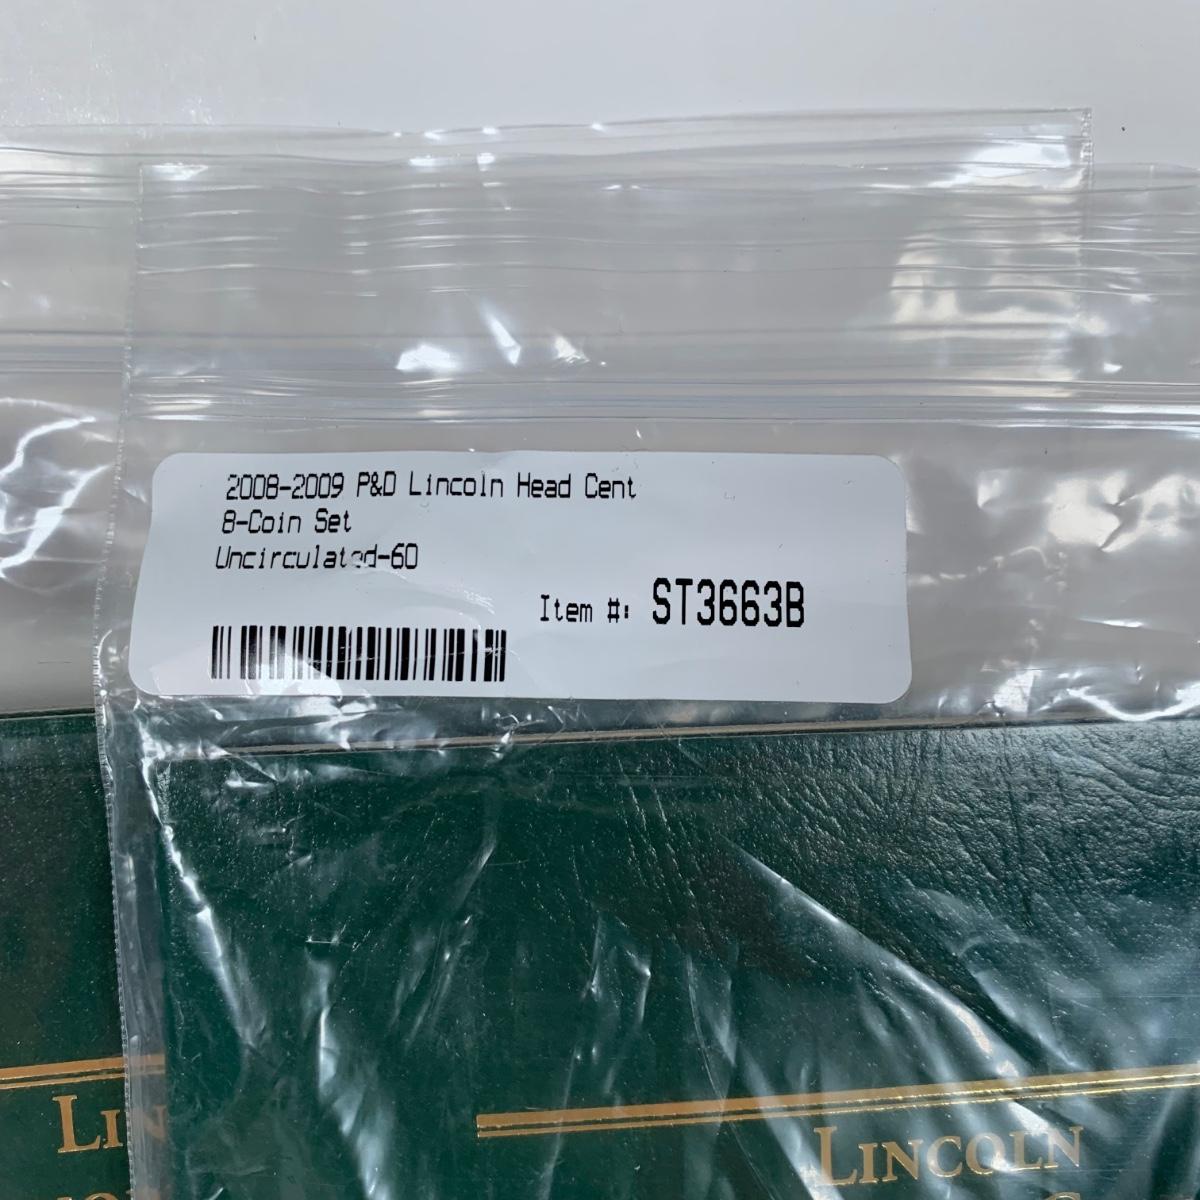 2008-2009 P&D Lincoln Head Cent
8-Coin Set
Uncirculated-60
Item #: ST3663B
LINCOLN